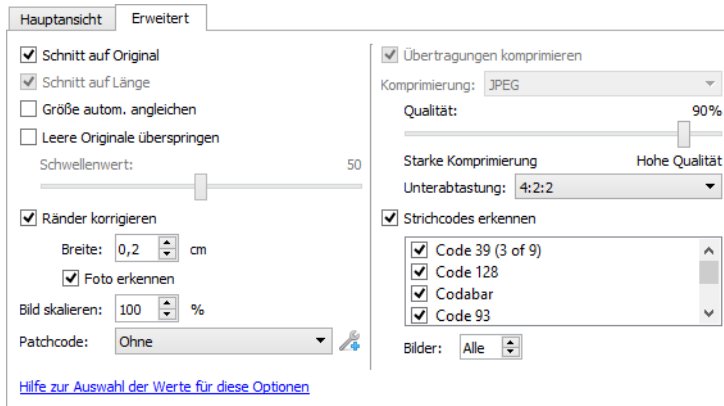 Hauptansicht
Erweitert
Schnitt auf Original
Schnitt auf Länge
Größe autom. angleichen
Leere Originale überspringen
Schwellenwert: 50
Ränder korrigieren
Breite: 0,2 cm
Foto erkennen
Bild skalieren: 100 %
Patchcode: Ohne
Hilfe zur Auswahl der Werte für diese Optionen
Übertragungen komprimieren
Komprimierung: JPEG
Qualität: 90%
Starke Komprimierung Hohe Qualität
Unterabtastung: 4:2:2
Strichcodes erkennen
Code 39 (3 of 9)
Code 128
Codabar
Code 93
Bilder: Alle